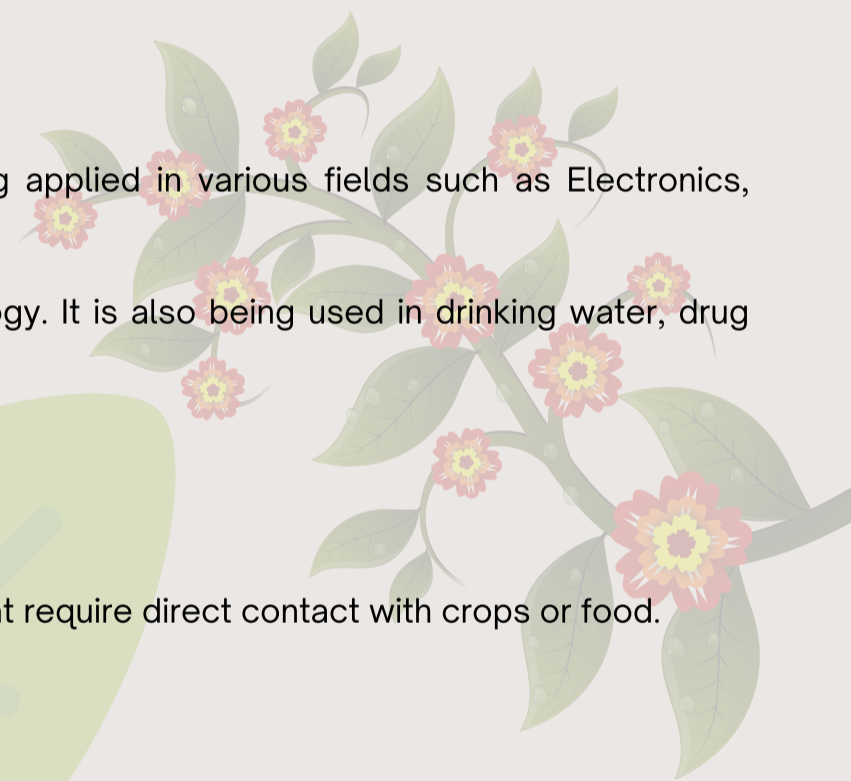 applied in various fields such as Electronics,
It is also being used in drinking water, drug
require direct contact with crops or food.